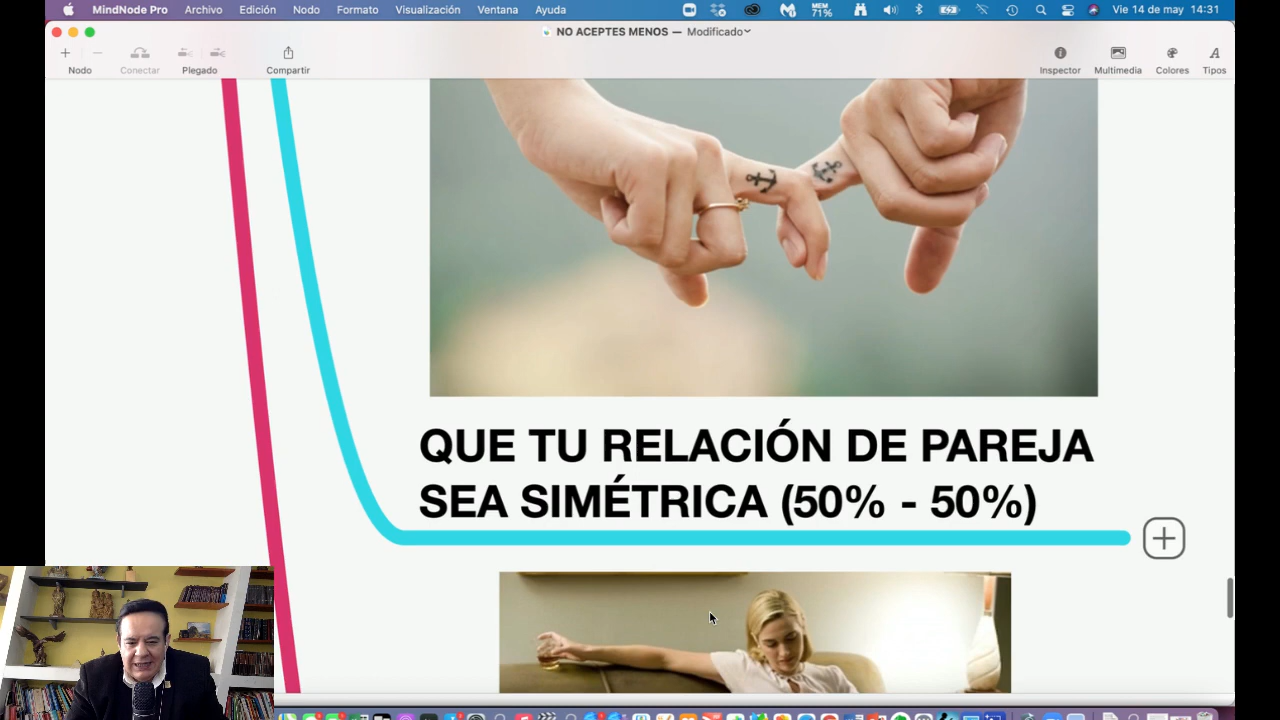 MindNode Pro Archivo Edición Nodo Formato Visualización Ventana Ayuda MEM 71% Vie 14 de may 14:31
NO ACEPTES MENOS — Modificado
Nodo Conectar Plegado Compartir Inspector Multimedia Colores Tipos
QUE TU RELACIÓN DE PAREJA
SEA SIMÉTRICA (50% - 50%)